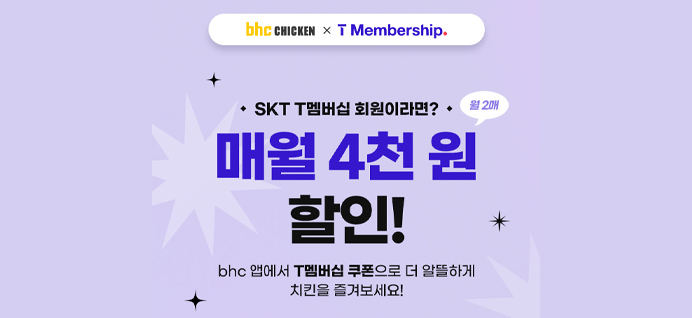 bhc CHICKEN × T Membership.
SKT T멤버십 회원이라면?
월 2매
매월 4천 원
할인!
bhc 앱에서 T멤버십 쿠폰으로 더 알뜰하게
치킨을 즐겨보세요!